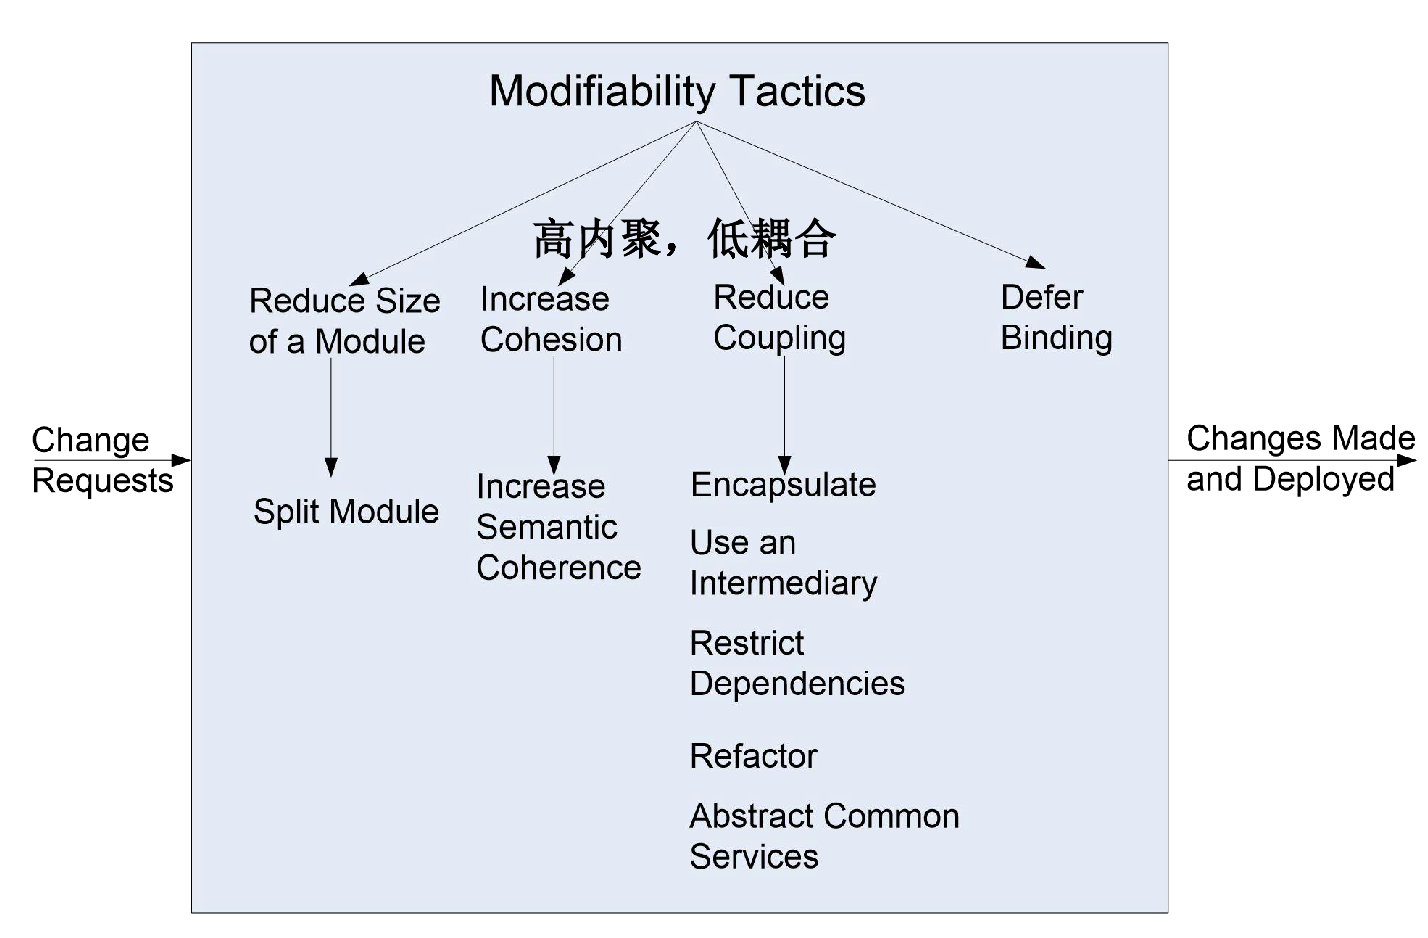 Modifiability Tactics
高内聚，低耦合
Reduce Size
of a Module
Increase
Cohesion
Reduce
Coupling
Defer
Binding
Change
Requests
Changes Made
and Deployed
Split Module
Increase
Semantic
Coherence
Encapsulate
Use an
Intermediary
Restrict
Dependencies
Refactor
Abstract Common
Services